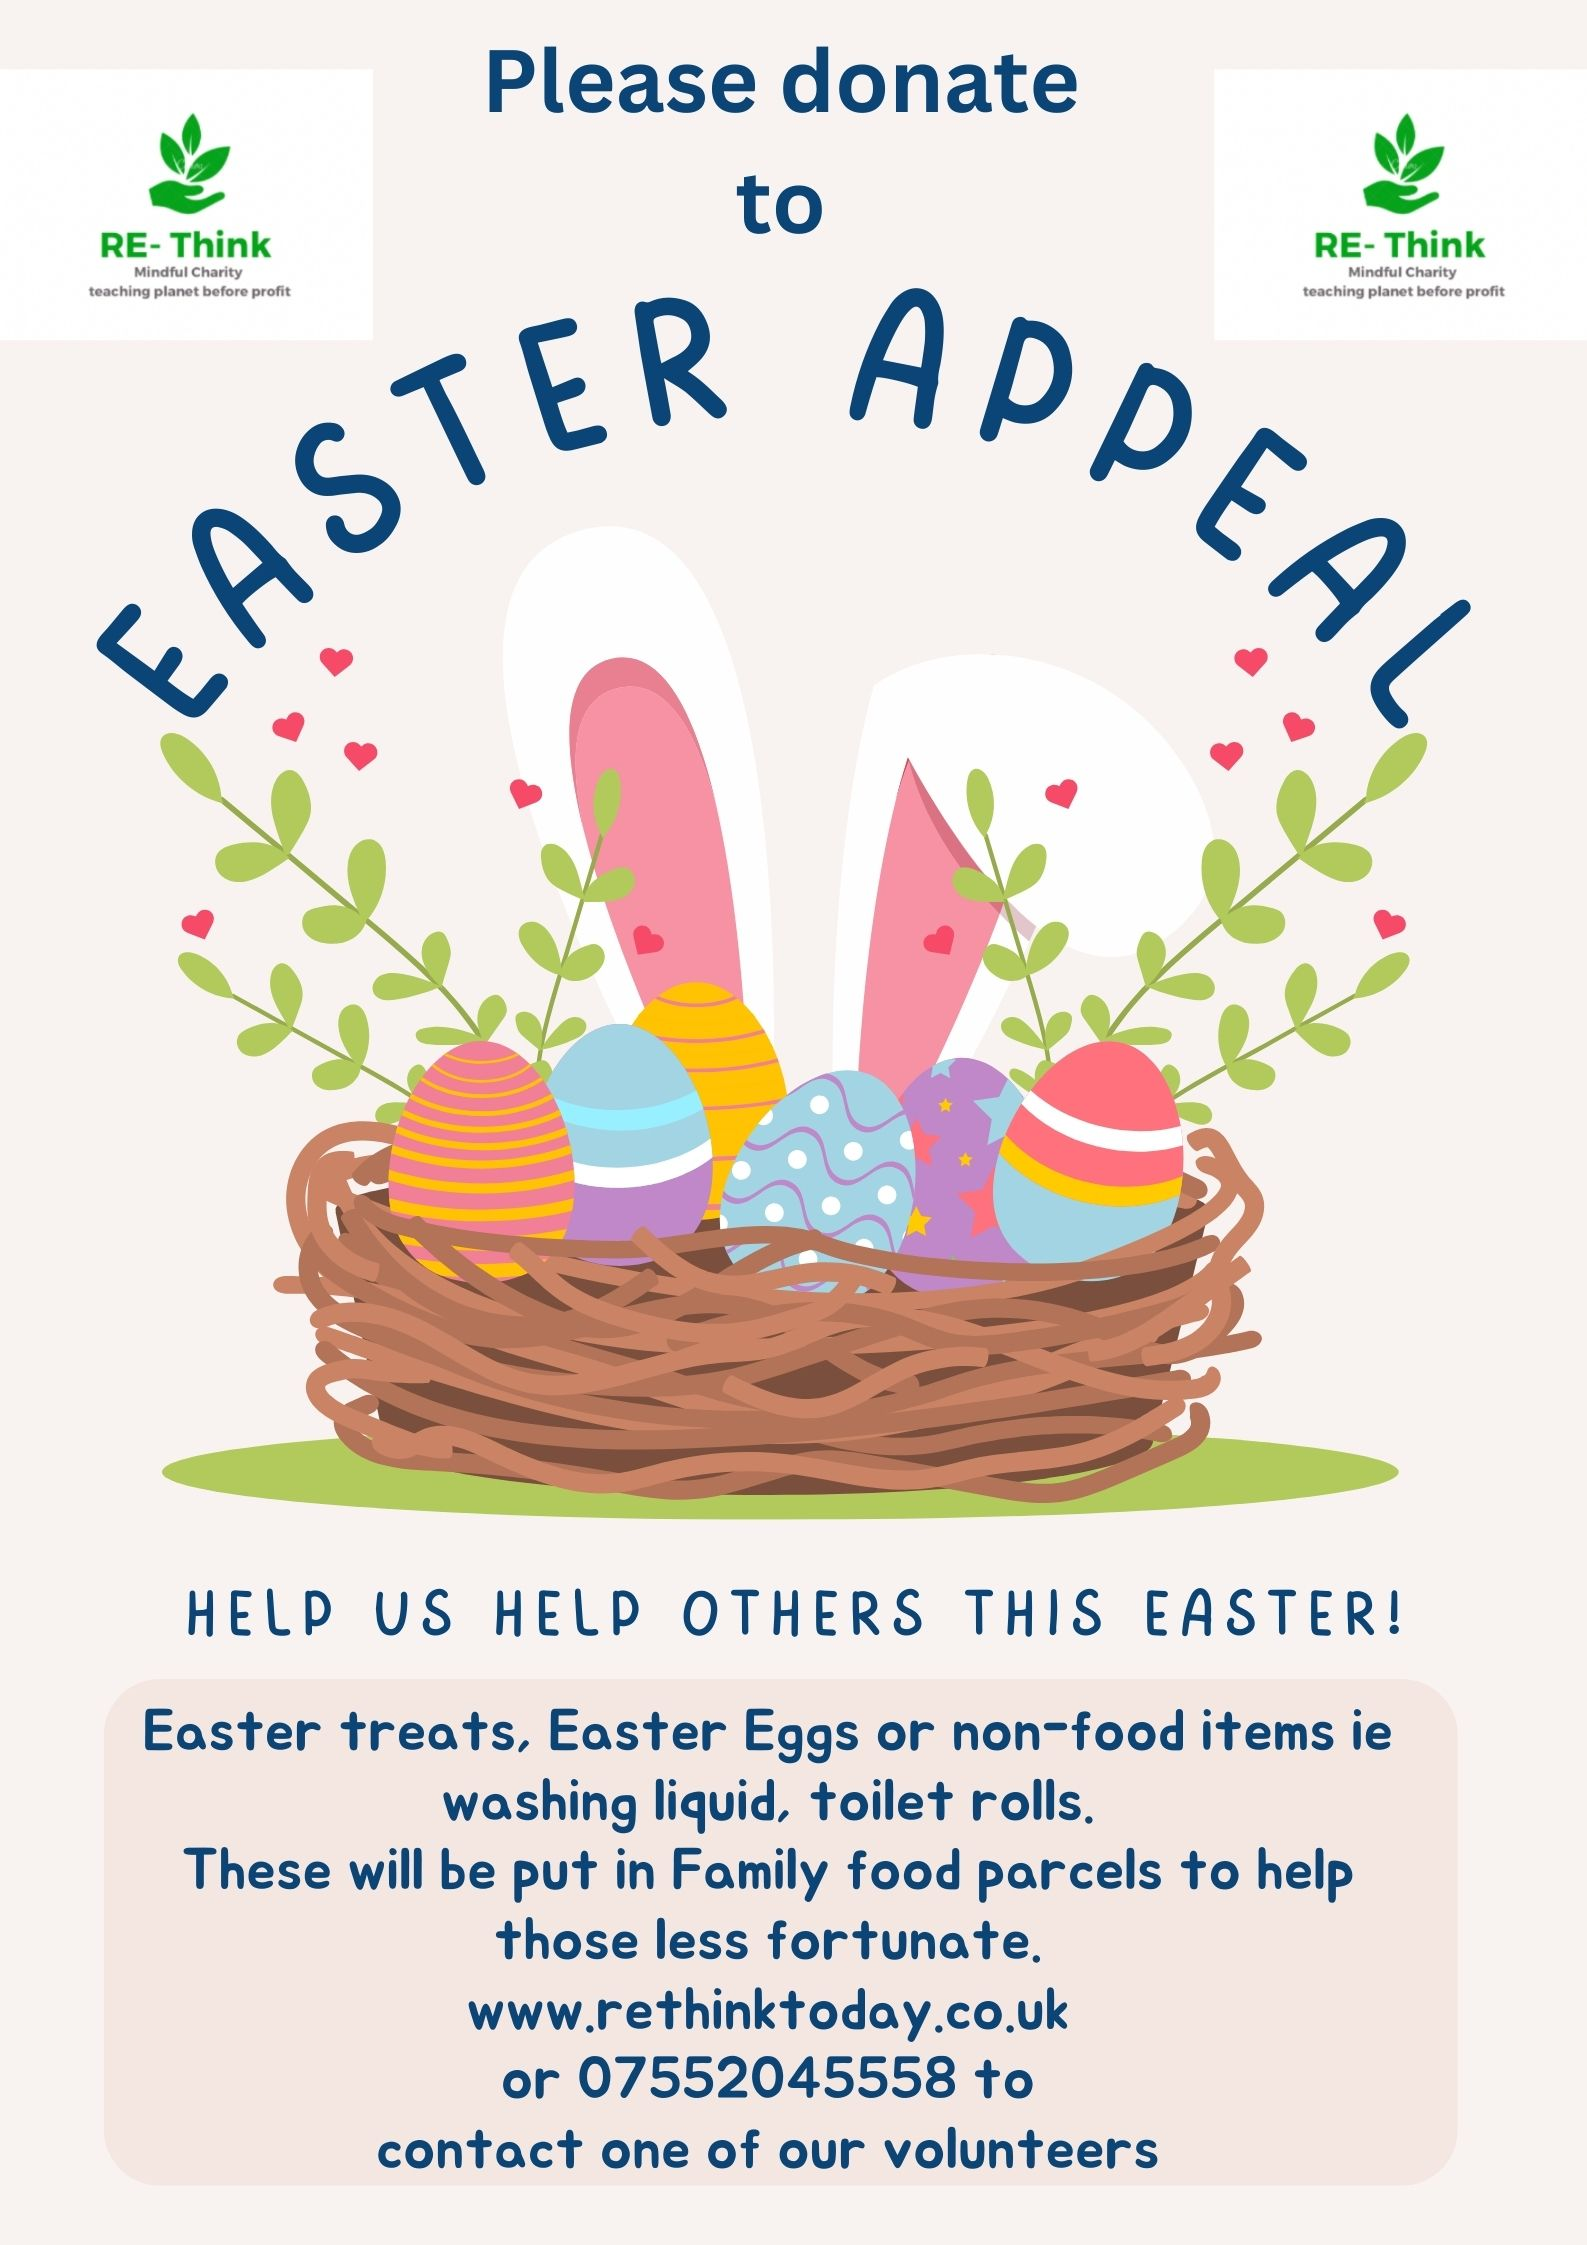 Please donate
to
RE- Think
Mindful Charity
teaching planet before profit
RE- Think
Mindful Charity
teaching planet before profit
EASTER APPEAL
HELP US HELP OTHERS THIS EASTER!
Easter treats, Easter Eggs or non-food items ie
washing liquid, toilet rolls.
These will be put in Family food parcels to help
those less fortunate.
www.rethinktoday.co.uk
or 07552045558 to
contact one of our volunteers